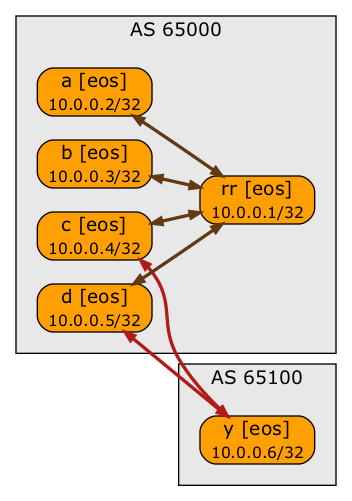 AS 65000
a [eos]
10.0.0.2/32
b [eos]
10.0.0.3/32
rr [eos]
10.0.0.1/32
c [eos]
10.0.0.4/32
d [eos]
10.0.0.5/32
AS 65100
y [eos]
10.0.0.6/32